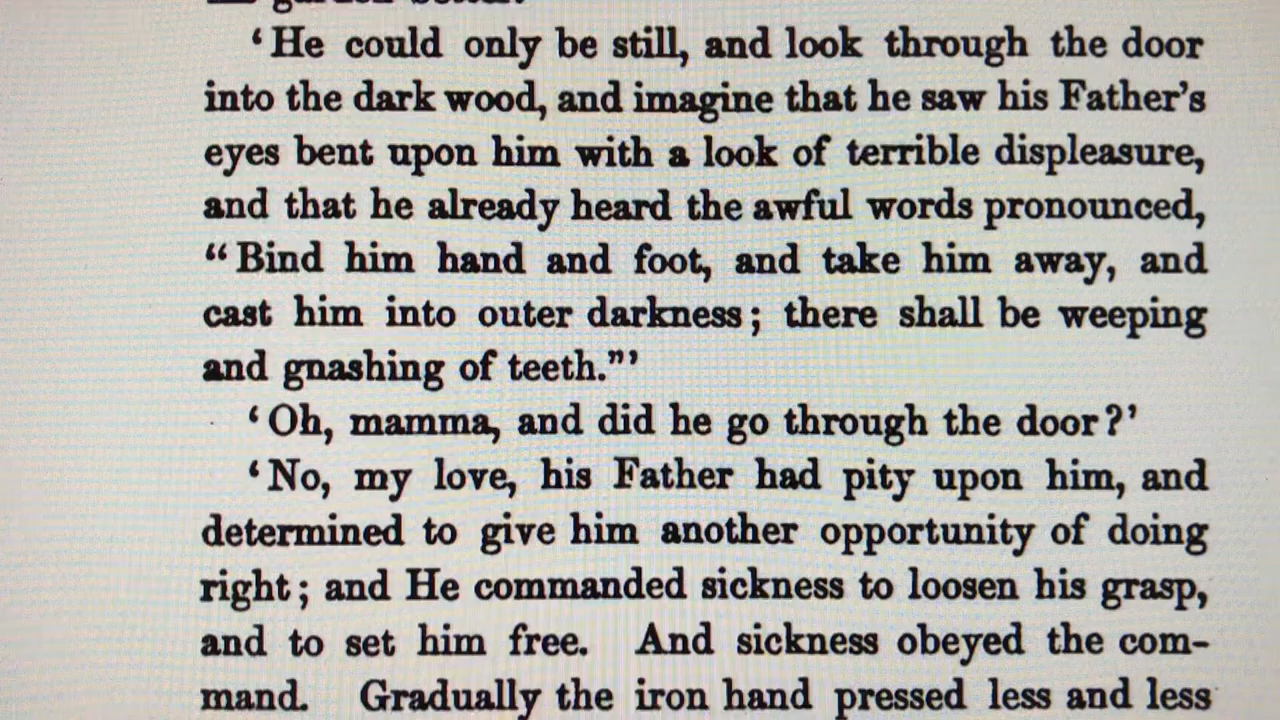 ‘He could only be still, and look through the door
into the dark wood, and imagine that he saw his Father’s
eyes bent upon him with a look of terrible displeasure,
and that he already heard the awful words pronounced,
“Bind him hand and foot, and take him away, and
cast him into outer darkness; there shall be weeping
and gnashing of teeth.”’
‘Oh, mamma, and did he go through the door?’
‘No, my love, his Father had pity upon him, and
determined to give him another opportunity of doing
right; and He commanded sickness to loosen his grasp,
and to set him free. And sickness obeyed the com-
mand. Gradually the iron hand pressed less and less